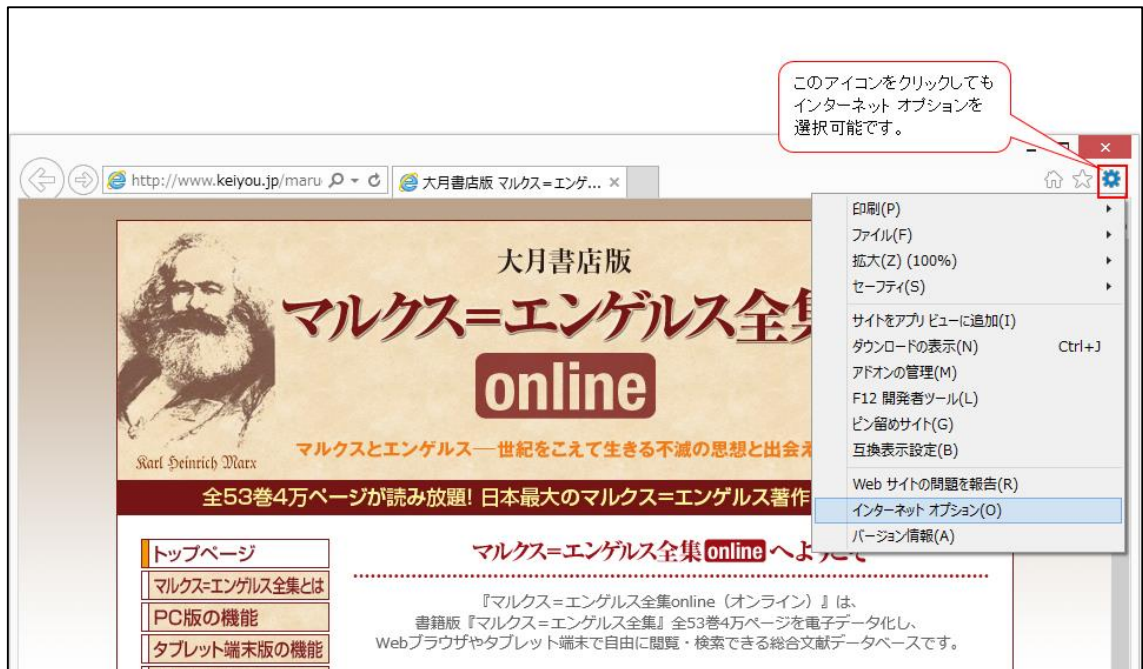 このアイコンをクリックしても
インターネット オプションを
選択可能です。
http://www.keiyou.jp/maru
大月書店版 マルクス＝エンゲ...
印刷(P)
ファイル(F)
拡大(Z) (100%)
セーフティ(S)
サイトをアプリ ビューに追加(I)
ダウンロードの表示(N) Ctrl+J
アドオンの管理(M)
F12 開発者ツール(L)
ピン留めサイト(G)
互換表示設定(B)
Web サイトの問題を報告(R)
インターネット オプション(O)
バージョン情報(A)
大月書店版
マルクス=エンゲルス全集
online
マルクスとエンゲルス―世紀をこえて生きる不滅の思想と出会え
Karl Heinrich Marx
全53巻4万ページが読み放題! 日本最大のマルクス=エンゲルス著作
トップページ
マルクス=エンゲルス全集とは
PC版の機能
タブレット端末版の機能
マルクス=エンゲルス全集 online へようこそ
『マルクス＝エンゲルス全集online（オンライン）』は、
書籍版『マルクス＝エンゲルス全集』全53巻4万ページを電子データ化し、
Webブラウザやタブレット端末で自由に閲覧・検索できる総合文献データベースです。